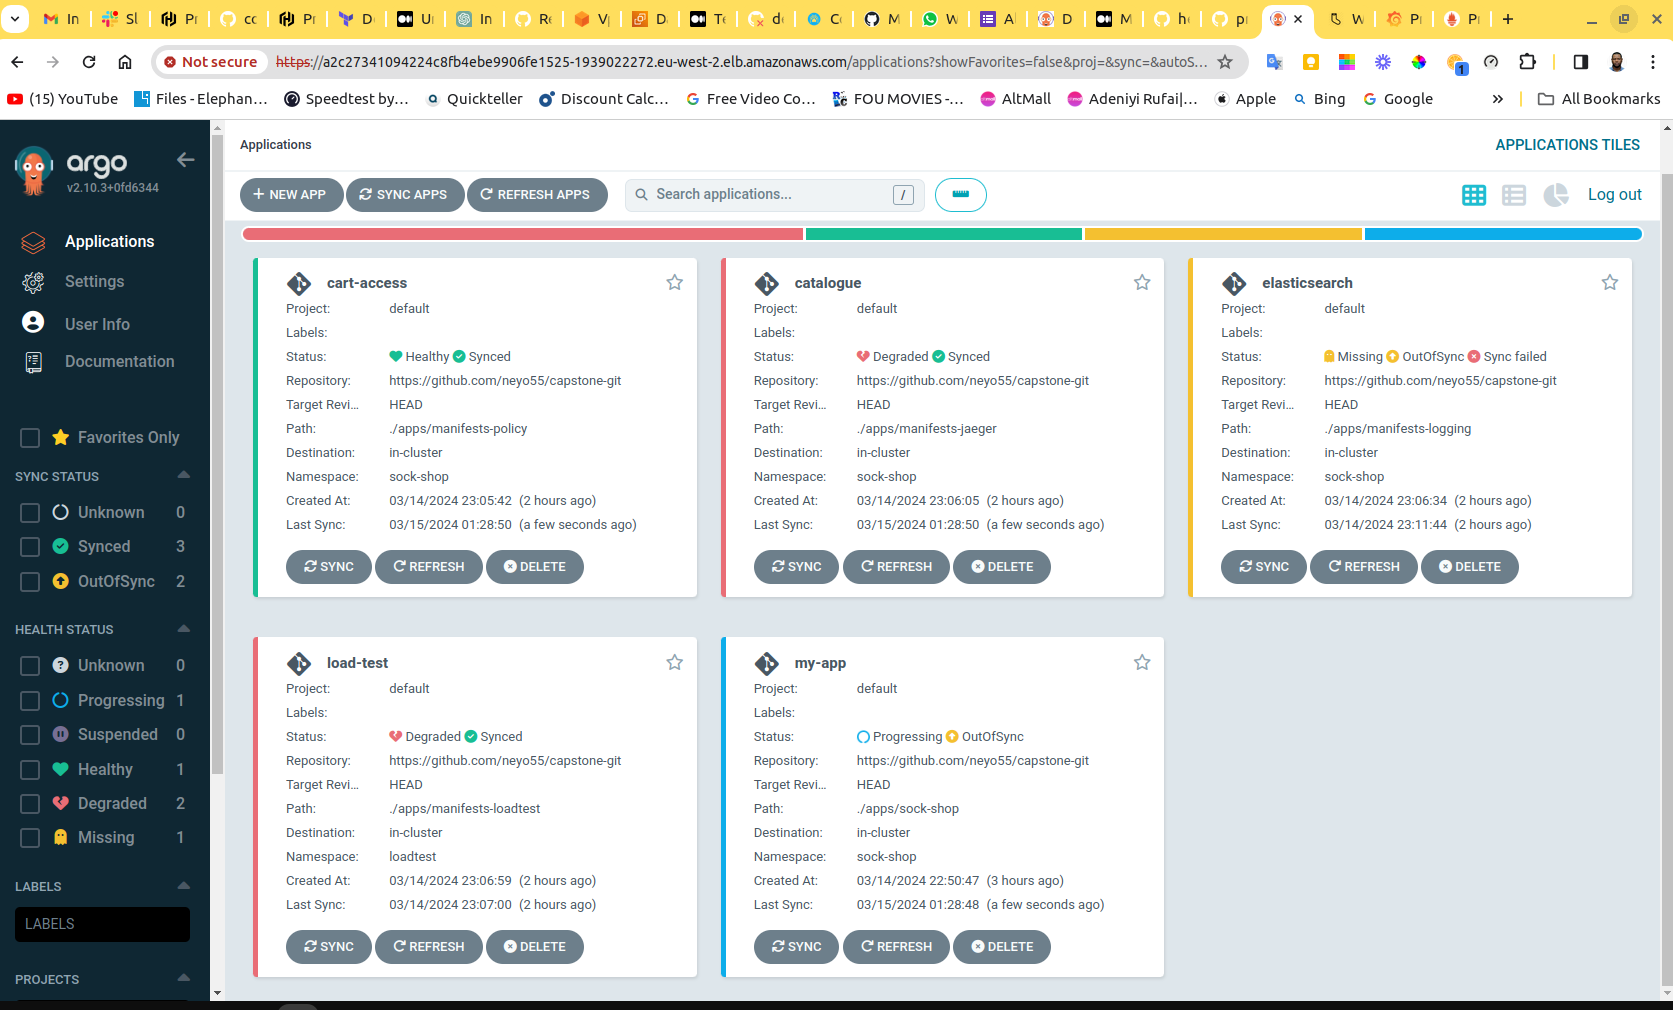 In
Sl
Pr
cc
Pr
D
Ur
In
Re
Vp
Da
Te
de
C
M
W
Al
D
M
he
pr
W
Pr
Pr
Not secure
https://a2c27341094224c8fb4ebe9906fe1525-1939022272.eu-west-2.elb.amazonaws.com/applications?showFavorites=false&proj=&sync=&autoS...
1
(15) YouTube
Files - Elephan...
Speedtest by...
Quickteller
Discount Calc...
Free Video Co...
FOU MOVIES -...
AltMall
Adeniyi Rufai|...
Apple
Bing
Google
»
All Bookmarks
argo
v2.10.3+0fd6344
Applications
Settings
User Info
Documentation
Favorites Only
SYNC STATUS
Unknown 0
Synced 3
OutOfSync 2
HEALTH STATUS
Unknown 0
Progressing 1
Suspended 0
Healthy 1
Degraded 2
Missing 1
LABELS
LABELS
PROJECTS
Applications
APPLICATIONS TILES
+ NEW APP
SYNC APPS
REFRESH APPS
Search applications...
/
Log out
cart-access
Project: default
Labels:
Status: Healthy Synced
Repository: https://github.com/neyo55/capstone-git
Target Revi... HEAD
Path: ./apps/manifests-policy
Destination: in-cluster
Namespace: sock-shop
Created At: 03/14/2024 23:05:42 (2 hours ago)
Last Sync: 03/15/2024 01:28:50 (a few seconds ago)
SYNC REFRESH DELETE
catalogue
Project: default
Labels:
Status: Degraded Synced
Repository: https://github.com/neyo55/capstone-git
Target Revi... HEAD
Path: ./apps/manifests-jaeger
Destination: in-cluster
Namespace: sock-shop
Created At: 03/14/2024 23:06:05 (2 hours ago)
Last Sync: 03/15/2024 01:28:50 (a few seconds ago)
SYNC REFRESH DELETE
elasticsearch
Project: default
Labels:
Status: Missing OutOfSync Sync failed
Repository: https://github.com/neyo55/capstone-git
Target Revi... HEAD
Path: ./apps/manifests-logging
Destination: in-cluster
Namespace: sock-shop
Created At: 03/14/2024 23:06:34 (2 hours ago)
Last Sync: 03/14/2024 23:11:44 (2 hours ago)
SYNC REFRESH DELETE
load-test
Project: default
Labels:
Status: Degraded Synced
Repository: https://github.com/neyo55/capstone-git
Target Revi... HEAD
Path: ./apps/manifests-loadtest
Destination: in-cluster
Namespace: loadtest
Created At: 03/14/2024 23:06:59 (2 hours ago)
Last Sync: 03/14/2024 23:07:00 (2 hours ago)
SYNC REFRESH DELETE
my-app
Project: default
Labels:
Status: Progressing OutOfSync
Repository: https://github.com/neyo55/capstone-git
Target Revi... HEAD
Path: ./apps/sock-shop
Destination: in-cluster
Namespace: sock-shop
Created At: 03/14/2024 22:50:47 (3 hours ago)
Last Sync: 03/15/2024 01:28:48 (a few seconds ago)
SYNC REFRESH DELETE